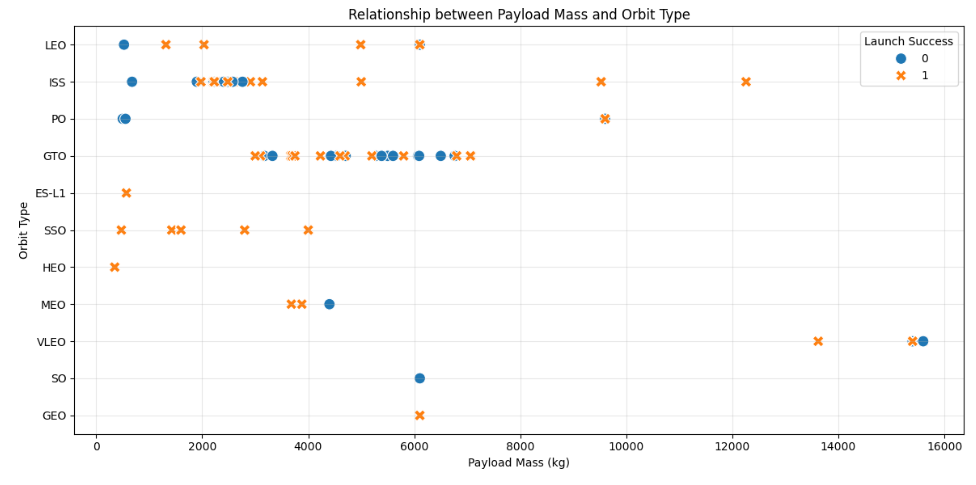 Relationship between Payload Mass and Orbit Type
Launch Success
0
1
Orbit Type
LEO
ISS
PO
GTO
ES-L1
SSO
HEO
MEO
VLEO
SO
GEO
0 2000 4000 6000 8000 10000 12000 14000 16000
Payload Mass (kg)